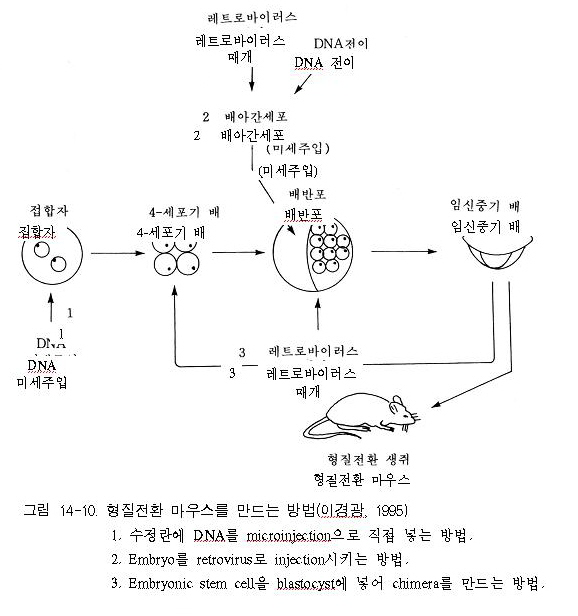 레트로바이러스
레트로바이러스
매개
DNA전이
DNA 전이
2 배아간세포
2 배아간세포
(미세주입)
(미세주입)
접합자
접합자
4-세포기 배
4-세포기 배
배반포
배반포
임신중기 배
임신중기 배
1
1
DNA
미세주입
3 레트로바이러스
3 레트로바이러스
매개
형질전환 생쥐
형질전환 마우스
그림 14-10. 형질전환 마우스를 만드는 방법(이경광, 1995)
1. 수정란에 DNA를 microinjection으로 직접 넣는 방법.
2. Embryo를 retrovirus로 injection시키는 방법.
3. Embryonic stem cell을 blastocyst에 넣어 chimera를 만드는 방법.